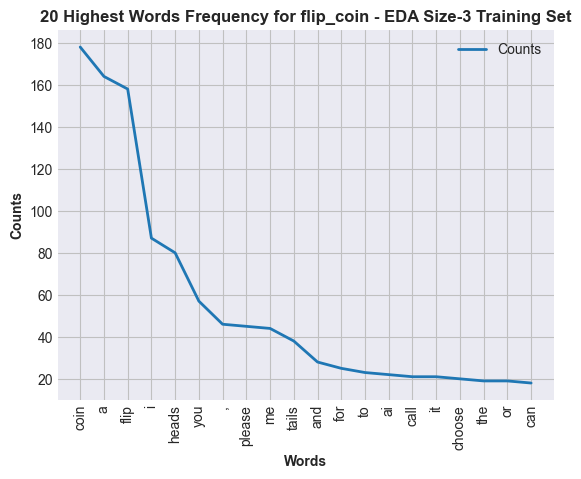 20 Highest Words Frequency for flip_coin - EDA Size-3 Training Set
Counts
180
160
140
120
100
80
60
40
20
Counts
coin
a
flip
i
heads
you
,
please
me
tails
and
for
to
ai
call
it
choose
the
or
can
Words